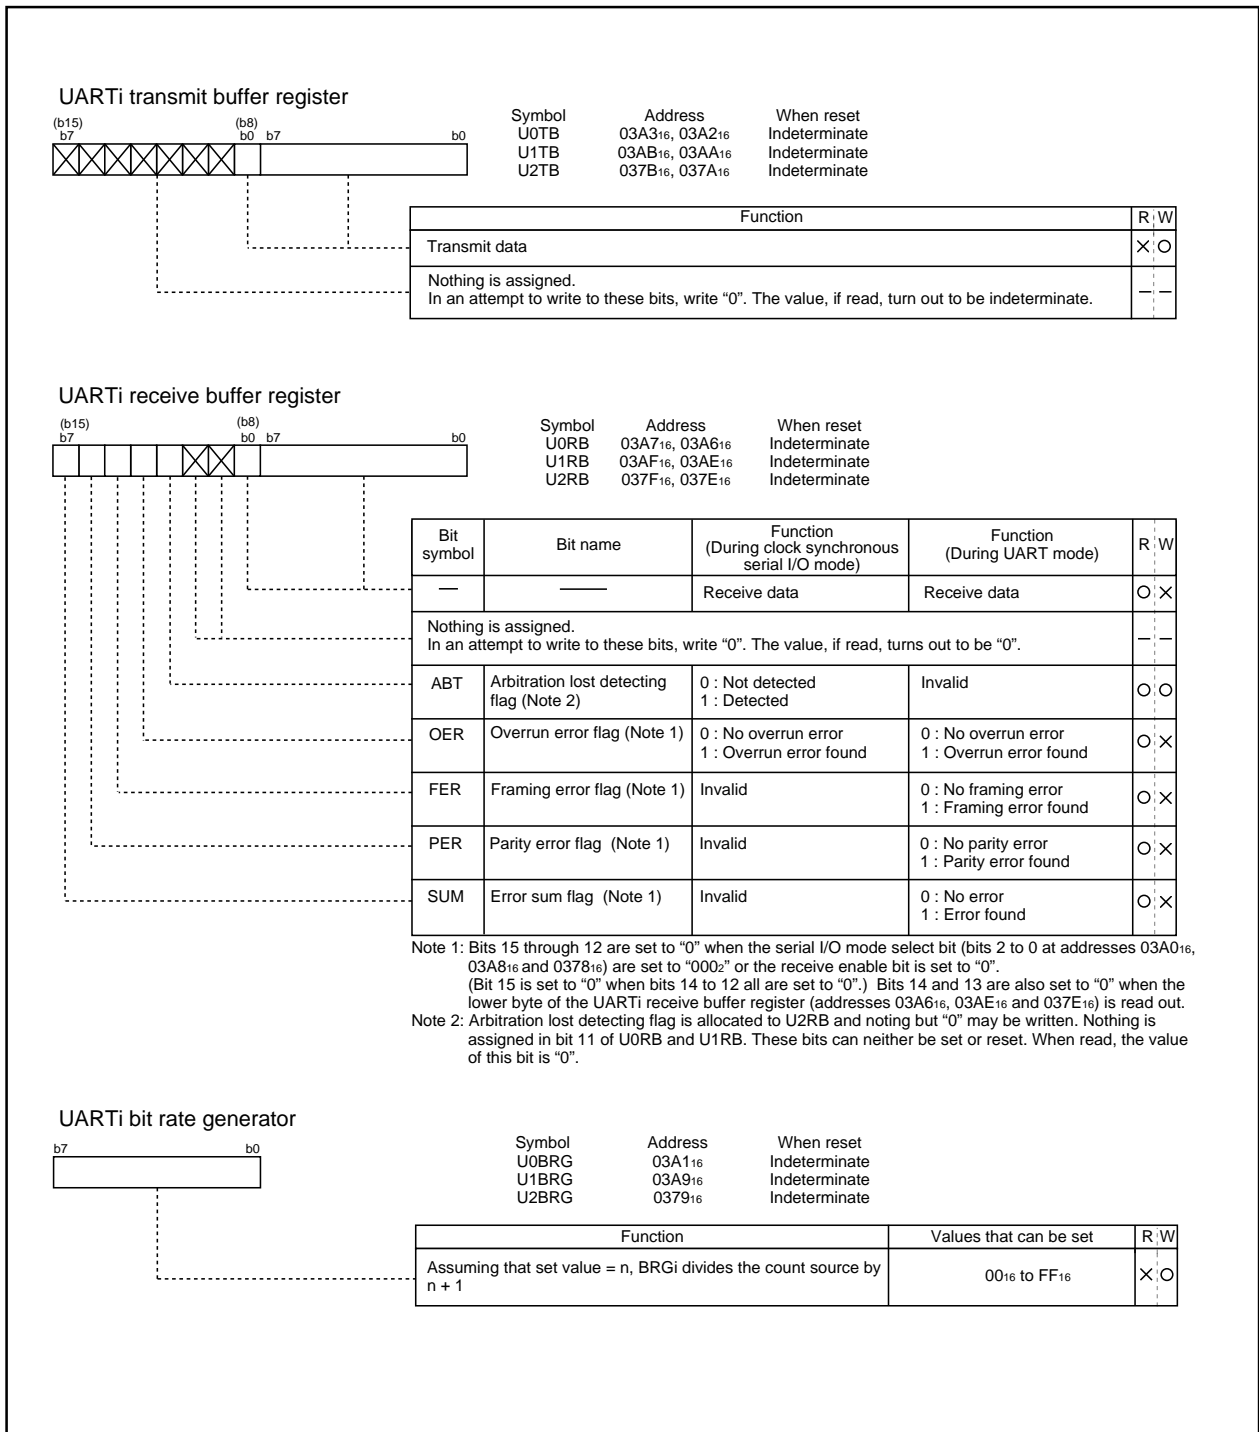 UARTi transmit buffer register
(b15) (b8)
b7 b0 b7 b0
Symbol Address When reset
U0TB 03A316, 03A216 Indeterminate
U1TB 03AB16, 03AA16 Indeterminate
U2TB 037B16, 037A16 Indeterminate
Function R W
Transmit data
Nothing is assigned.
In an attempt to write to these bits, write “0”. The value, if read, turn out to be indeterminate.
UARTi receive buffer register
(b15) (b8)
b7 b0 b7 b0
Symbol Address When reset
U0RB 03A716, 03A616 Indeterminate
U1RB 03AF16, 03AE16 Indeterminate
U2RB 037F16, 037E16 Indeterminate
Bit symbol Bit name Function (During clock synchronous serial I/O mode) Function (During UART mode) R W
Receive data Receive data
Nothing is assigned.
In an attempt to write to these bits, write “0”. The value, if read, turns out to be “0”.
ABT Arbitration lost detecting flag (Note 2) 0 : Not detected 1 : Detected Invalid
OER Overrun error flag (Note 1) 0 : No overrun error 1 : Overrun error found 0 : No overrun error 1 : Overrun error found
FER Framing error flag (Note 1) Invalid 0 : No framing error 1 : Framing error found
PER Parity error flag (Note 1) Invalid 0 : No parity error 1 : Parity error found
SUM Error sum flag (Note 1) Invalid 0 : No error 1 : Error found
Note 1: Bits 15 through 12 are set to “0” when the serial I/O mode select bit (bits 2 to 0 at addresses 03A016,
03A816 and 037816) are set to “0002” or the receive enable bit is set to “0”.
(Bit 15 is set to “0” when bits 14 to 12 all are set to “0”.) Bits 14 and 13 are also set to “0” when the
lower byte of the UARTi receive buffer register (addresses 03A616, 03AE16 and 037E16) is read out.
Note 2: Arbitration lost detecting flag is allocated to U2RB and noting but “0” may be written. Nothing is
assigned in bit 11 of U0RB and U1RB. These bits can neither be set or reset. When read, the value
of this bit is “0”.
UARTi bit rate generator
b7 b0
Symbol Address When reset
U0BRG 03A116 Indeterminate
U1BRG 03A916 Indeterminate
U2BRG 037916 Indeterminate
Function Values that can be set R W
Assuming that set value = n, BRGi divides the count source by
n + 1
0016 to FF16